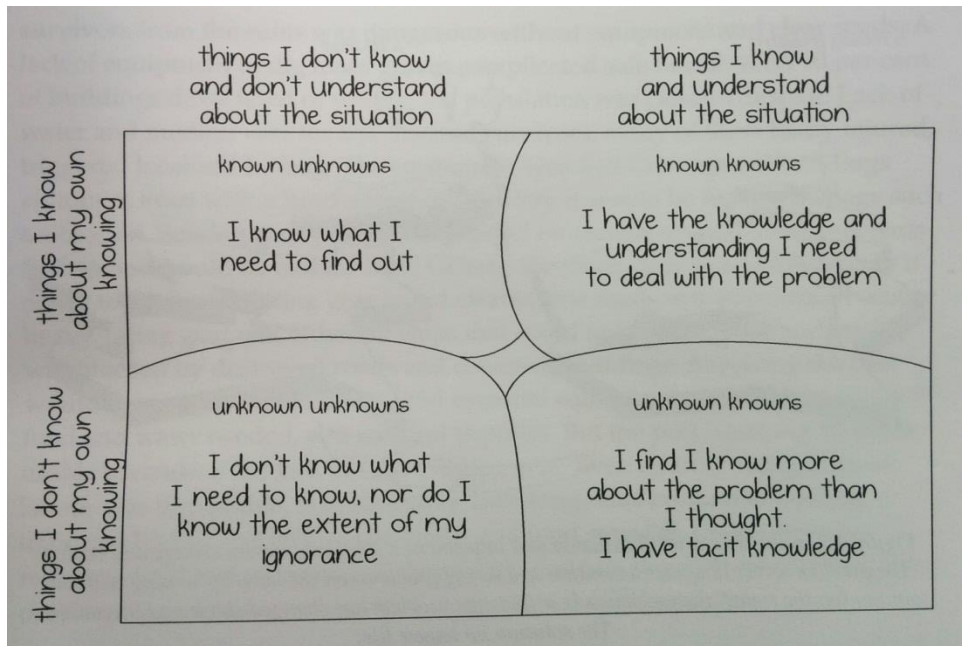 things I don't know
and don't understand
about the situation
things I know
and understand
about the situation
things I know
about my own
knowing
known unknowns
I know what I
need to find out
known knowns
I have the knowledge and
understanding I need
to deal with the problem
things I don't know
about my own
knowing
unknown unknowns
I don't know what
I need to know, nor do I
know the extent of my
ignorance
unknown knowns
I find I know more
about the problem than
I thought.
I have tacit knowledge